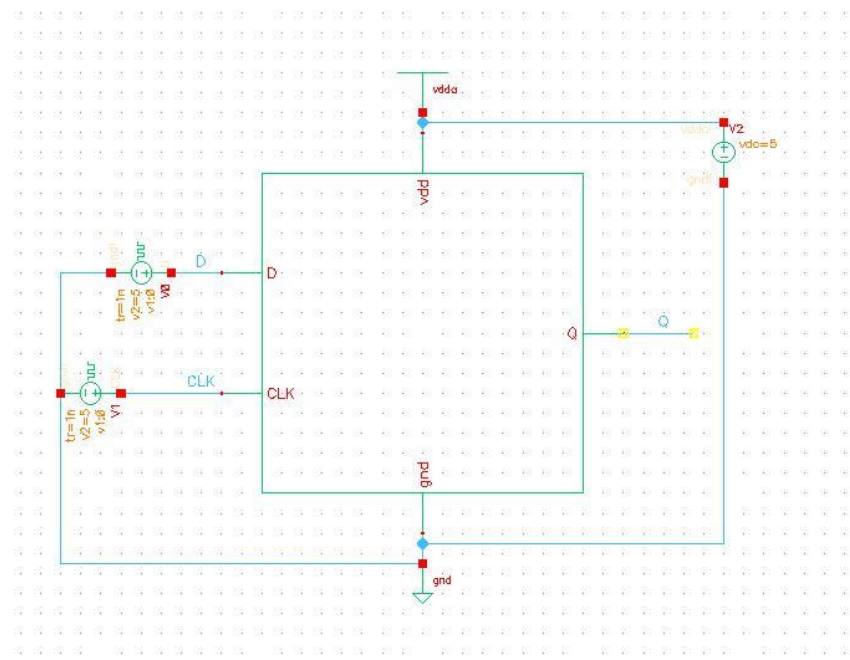 vdda
V2
vdc=5
vdd
D
D
V0
tr=1n
v2=5
v1:0
Q
Q
CLK
CLK
V1
tr=1n
v2=5
v1:0
gnd
gnd